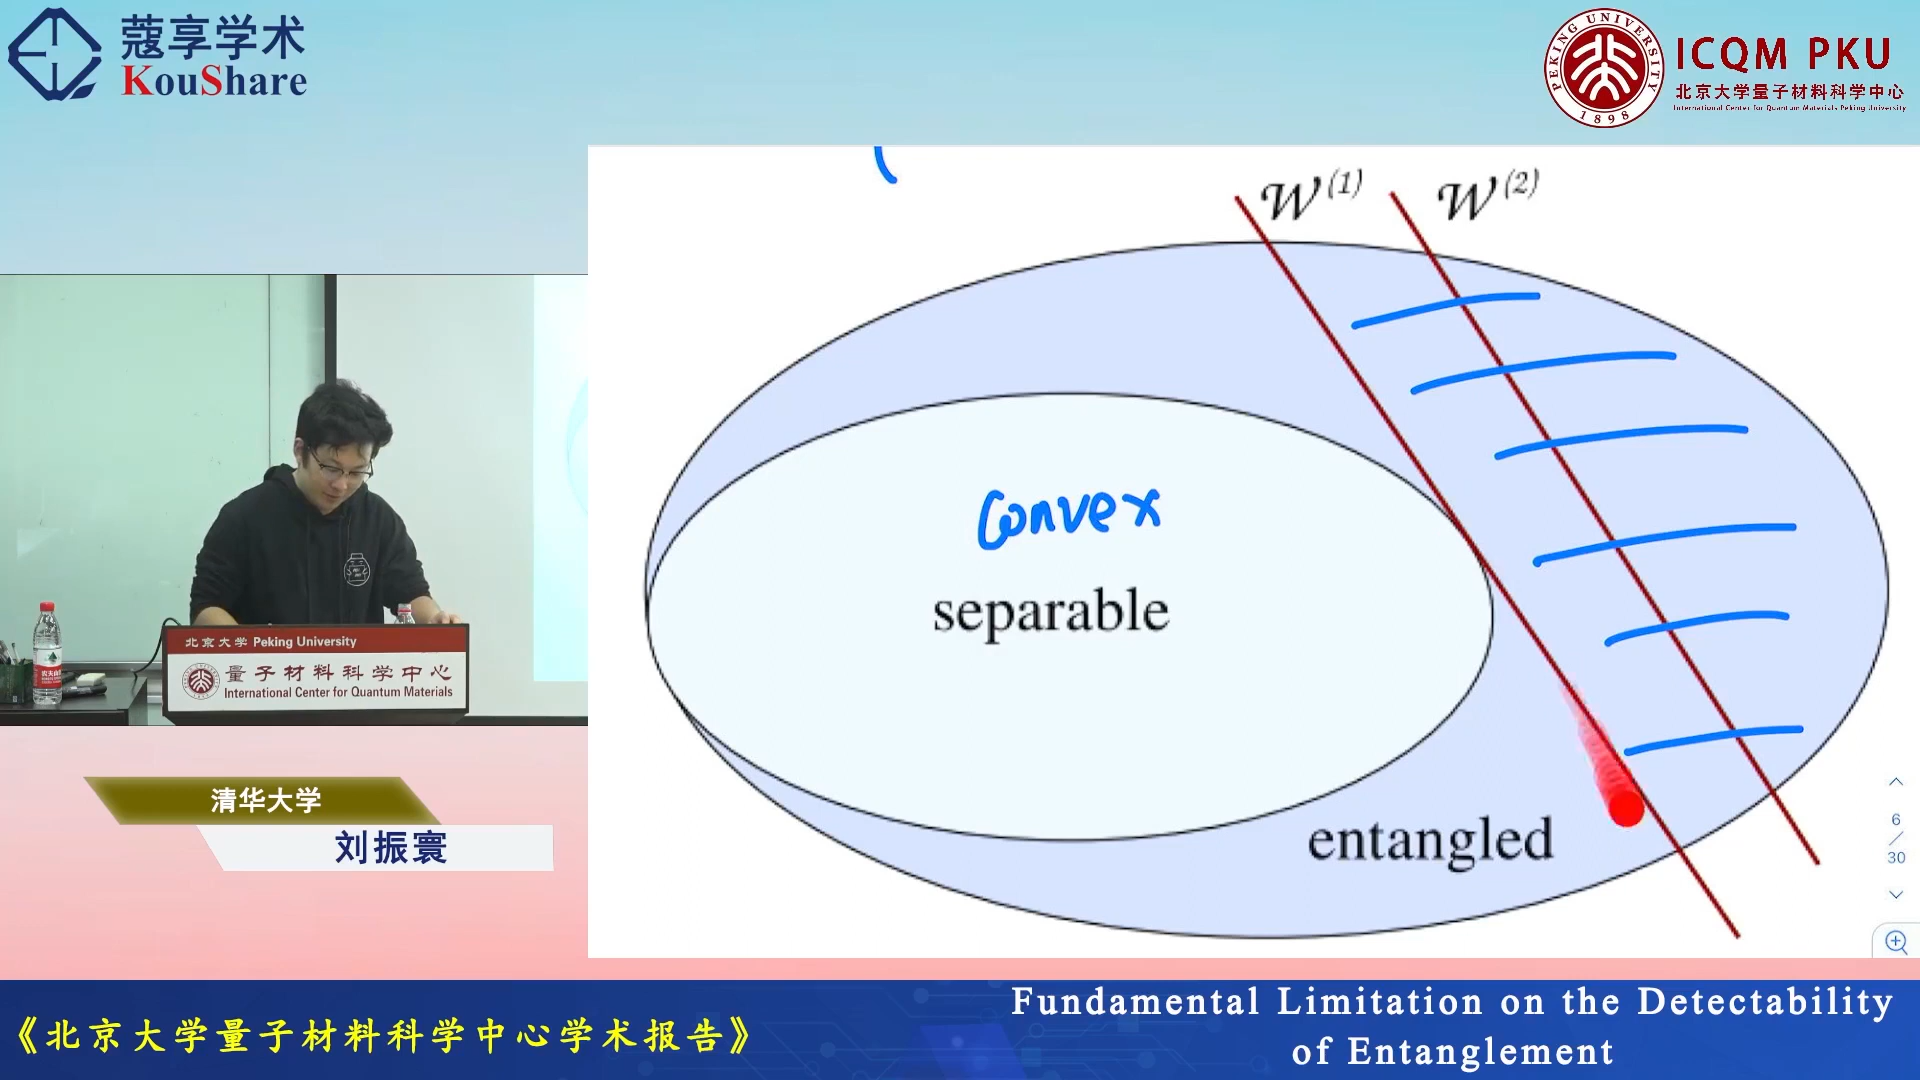 蔻享学术
KouShare
PEKING UNIVERSITY
1898
ICQM PKU
北京大学量子材料科学中心
International Center for Quantum Materials Peking University
W(1)
W(2)
Convex
separable
entangled
6
/
30
北京大学 Peking University
量子材料科学中心
International Center for Quantum Materials
清华大学
刘振寰
《北京大学量子材料科学中心学术报告》
Fundamental Limitation on the Detectability
of Entanglement